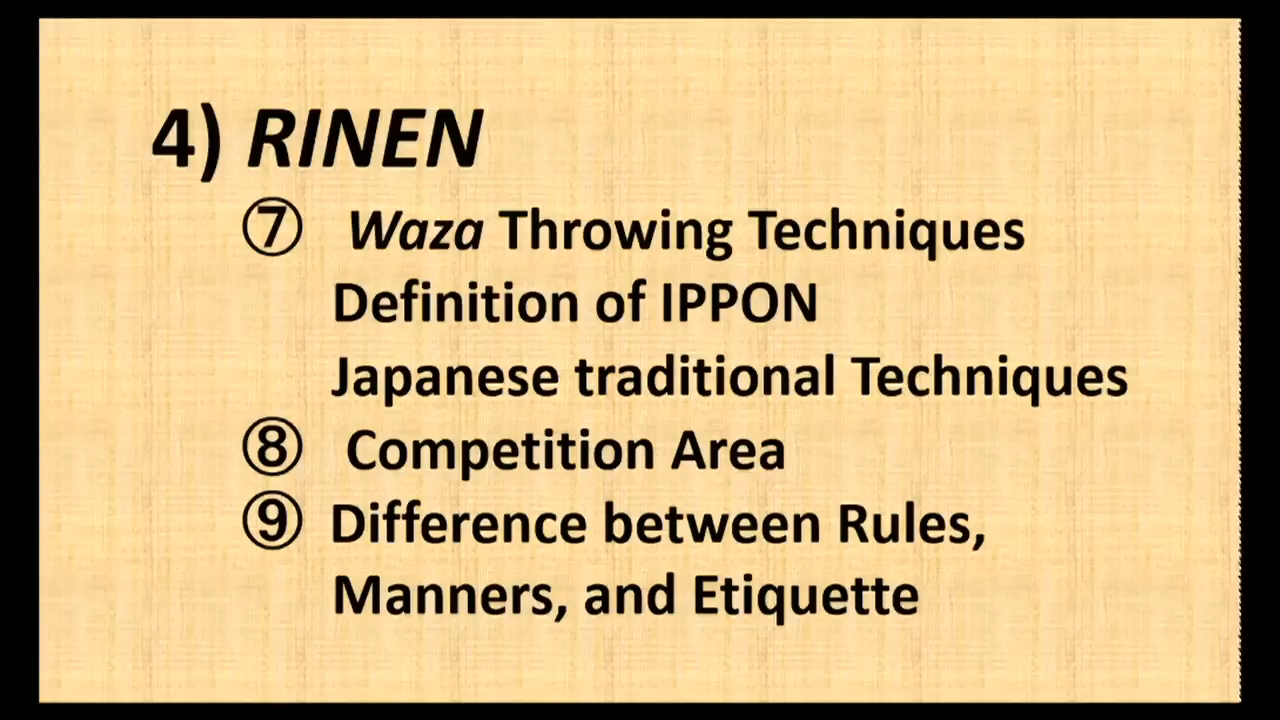 4) RINEN
⑦ Waza Throwing Techniques
Definition of IPPON
Japanese traditional Techniques
⑧ Competition Area
⑨ Difference between Rules,
Manners, and Etiquette